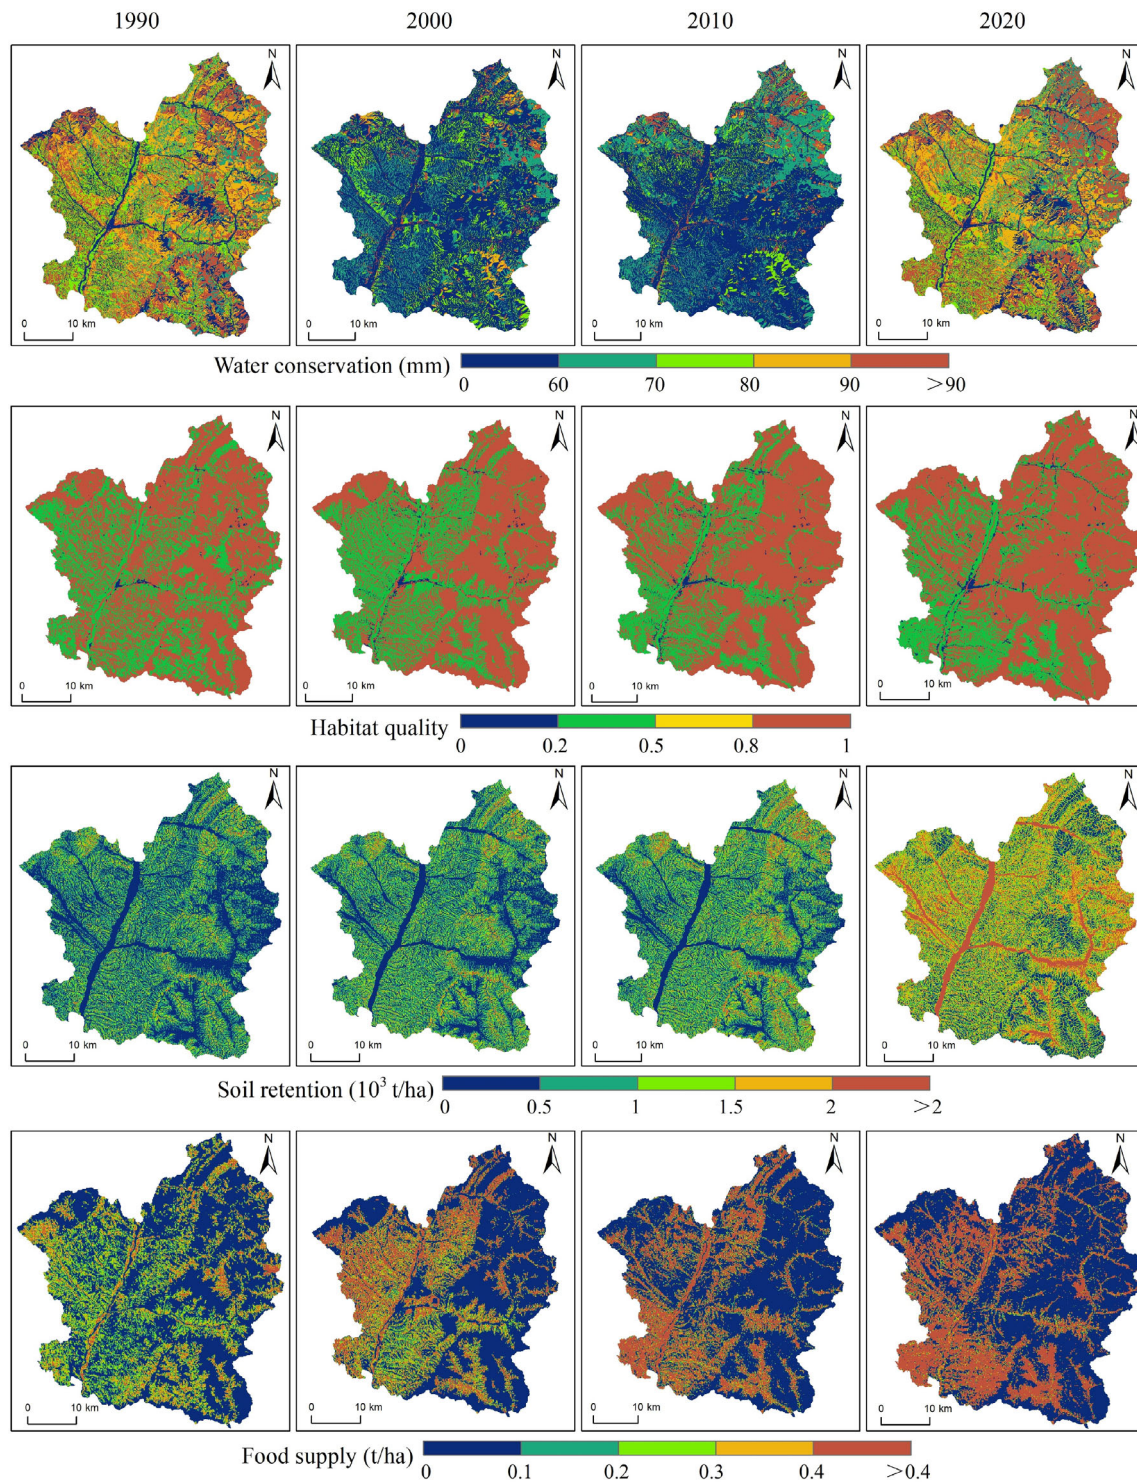 1990 2000 2010 2020
N N N N
0 10 km 0 10 km 0 10 km 0 10 km
Water conservation (mm)
0 60 70 80 90 >90
N N N N
0 10 km 0 10 km 0 10 km 0 10 km
Habitat quality
0 0.2 0.5 0.8 1
N N N N
0 10 km 0 10 km 0 10 km 0 10 km
Soil retention (10³ t/ha)
0 0.5 1 1.5 2 >2
N N N N
0 10 km 0 10 km 0 10 km 0 10 km
Food supply (t/ha)
0 0.1 0.2 0.3 0.4 >0.4